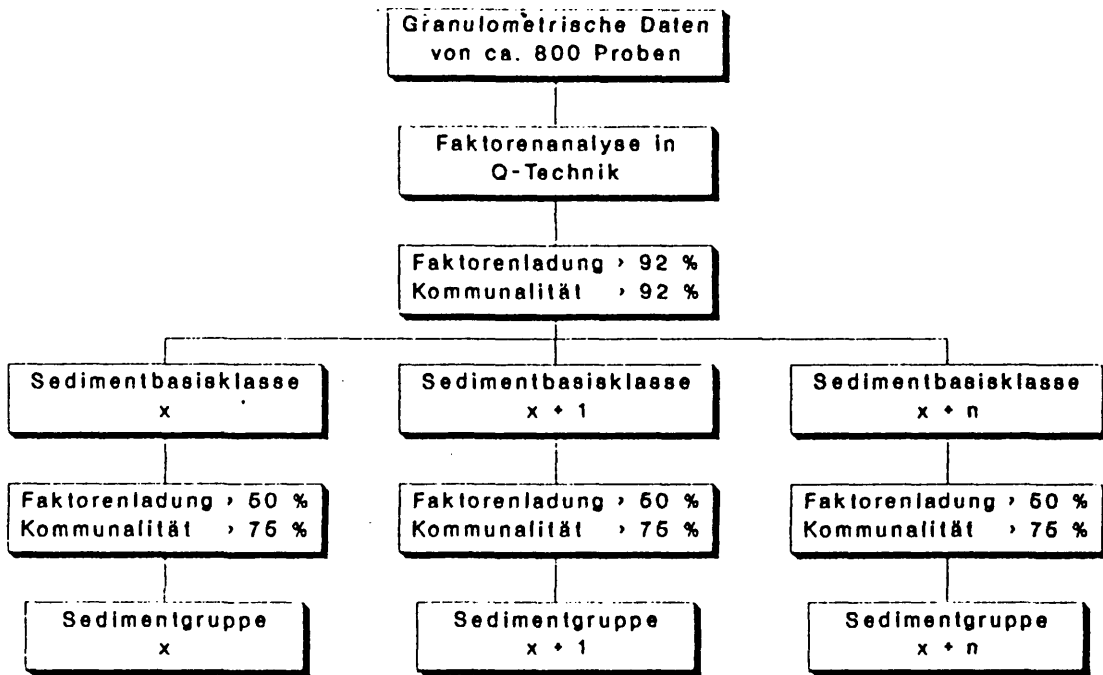 Granulometrische Daten
von ca. 800 Proben
Faktorenanalyse in
Q-Technik
Faktorenladung > 92 %
Kommunalität > 92 %
Sedimentbasisklasse
x
Sedimentbasisklasse
x + 1
Sedimentbasisklasse
x + n
Faktorenladung > 50 %
Kommunalität > 75 %
Faktorenladung > 50 %
Kommunalität > 75 %
Faktorenladung > 50 %
Kommunalität > 75 %
Sedimentgruppe
x
Sedimentgruppe
x + 1
Sedimentgruppe
x + n